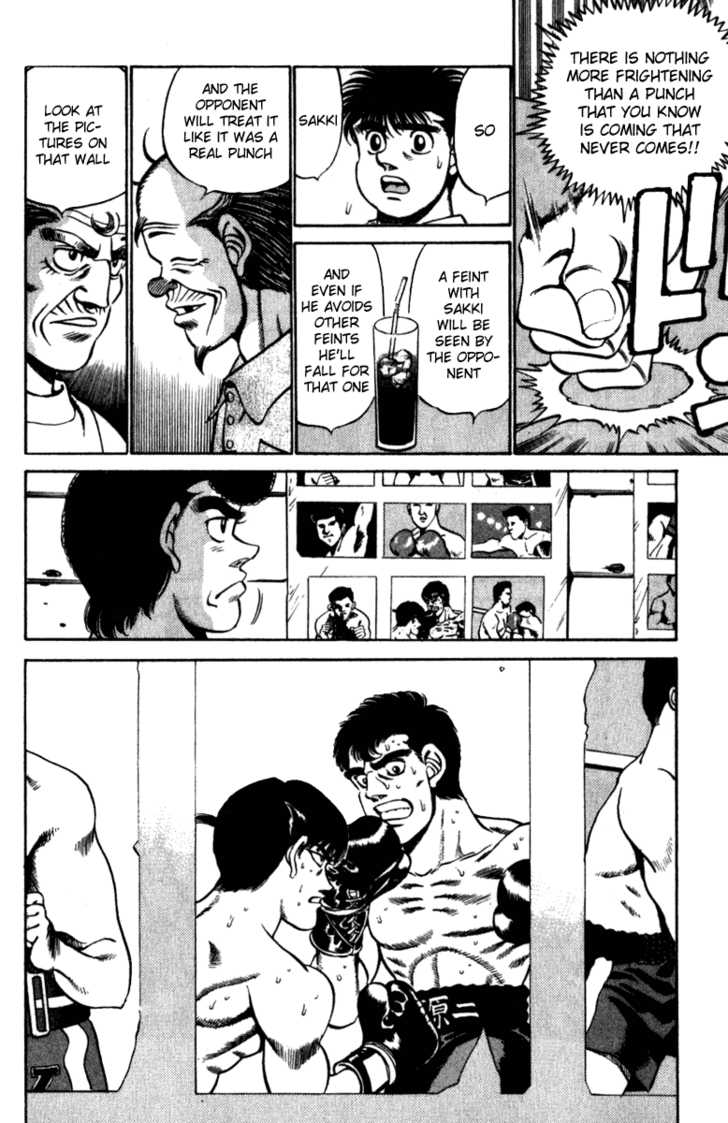 THERE IS NOTHING
MORE FRIGHTENING
THAN A PUNCH
THAT YOU KNOW
IS COMING THAT
NEVER COMES!!
ド
SO
SAKKI
A FEINT
WITH
SAKKI
WILL BE
SEEN BY
THE OPPO-
NENT
AND
EVEN IF
HE AVOIDS
OTHER
FEINTS
HE'LL
FALL FOR
THAT ONE
AND THE
OPPONENT
WILL TREAT IT
LIKE IT WAS A
REAL PUNCH
LOOK AT
THE PIC-
TURES ON
THAT WALL
原二